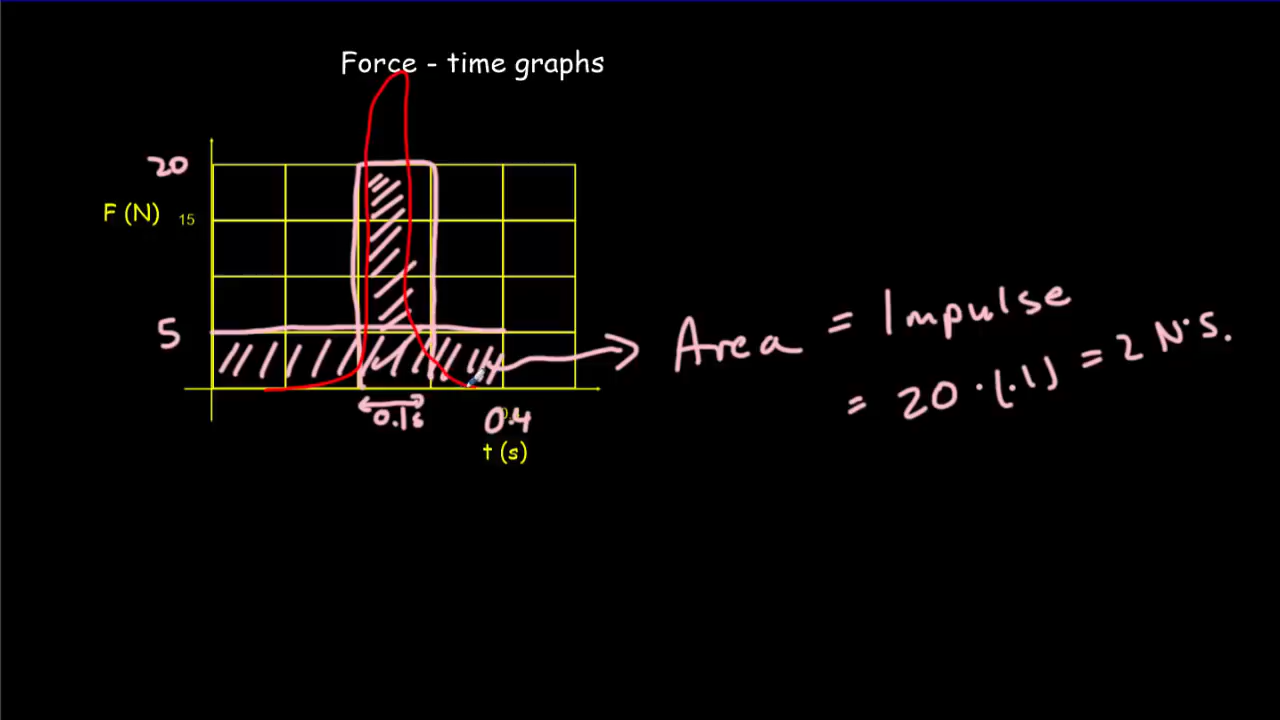 Force - time graphs
20
F (N) 15
5
Area = Impulse
= 20 · (.1) = 2 N·s.
0.1s
0.4
t (s)